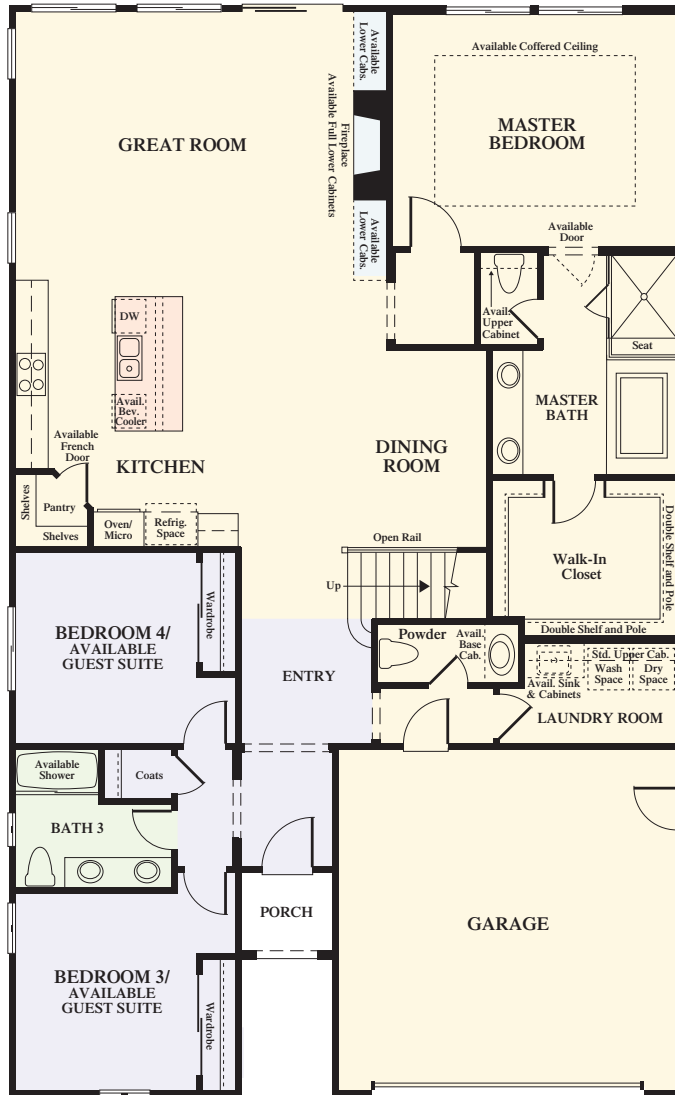 Available
Lower Cabs.
Available Coffered Ceiling
MASTER
BEDROOM
GREAT ROOM
Fireplace
Available Full Lower Cabinets
Available
Lower Cabs.
Available
Door
Avail.
Upper
Cabinet
Seat
DW
Avail.
Bev.
Cooler
MASTER
BATH
Available
French
Door
KITCHEN
DINING
ROOM
Shelves
Pantry
Shelves
Oven/
Micro
Refrig.
Space
Open Rail
Walk-In
Closet
Double Shelf and Pole
Double Shelf and Pole
Up
Wardrobe
BEDROOM 4/
AVAILABLE
GUEST SUITE
ENTRY
Powder
Avail.
Base
Cab.
Std. Upper Cab.
Wash
Space
Dry
Space
Avail. Sink
& Cabinets
LAUNDRY ROOM
Available
Shower
Coats
BATH 3
PORCH
GARAGE
BEDROOM 3/
AVAILABLE
GUEST SUITE
Wardrobe